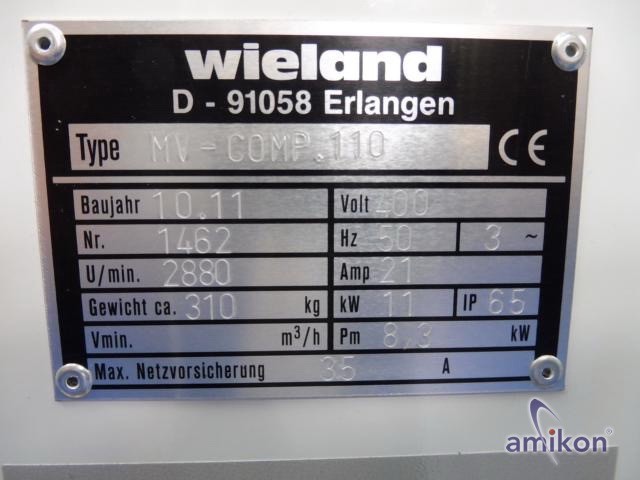 wieland
D - 91058 Erlangen
Type MV-COMP.110 CE
Baujahr 10.11 Volt 400
Nr. 1462 Hz 50 3 ~
U/min. 2880 Amp 21
Gewicht ca. 310 kg kW 11 IP 65
Vmin. m³/h Pm 8,3 kW
Max. Netzvorsicherung 35 A
amikon®